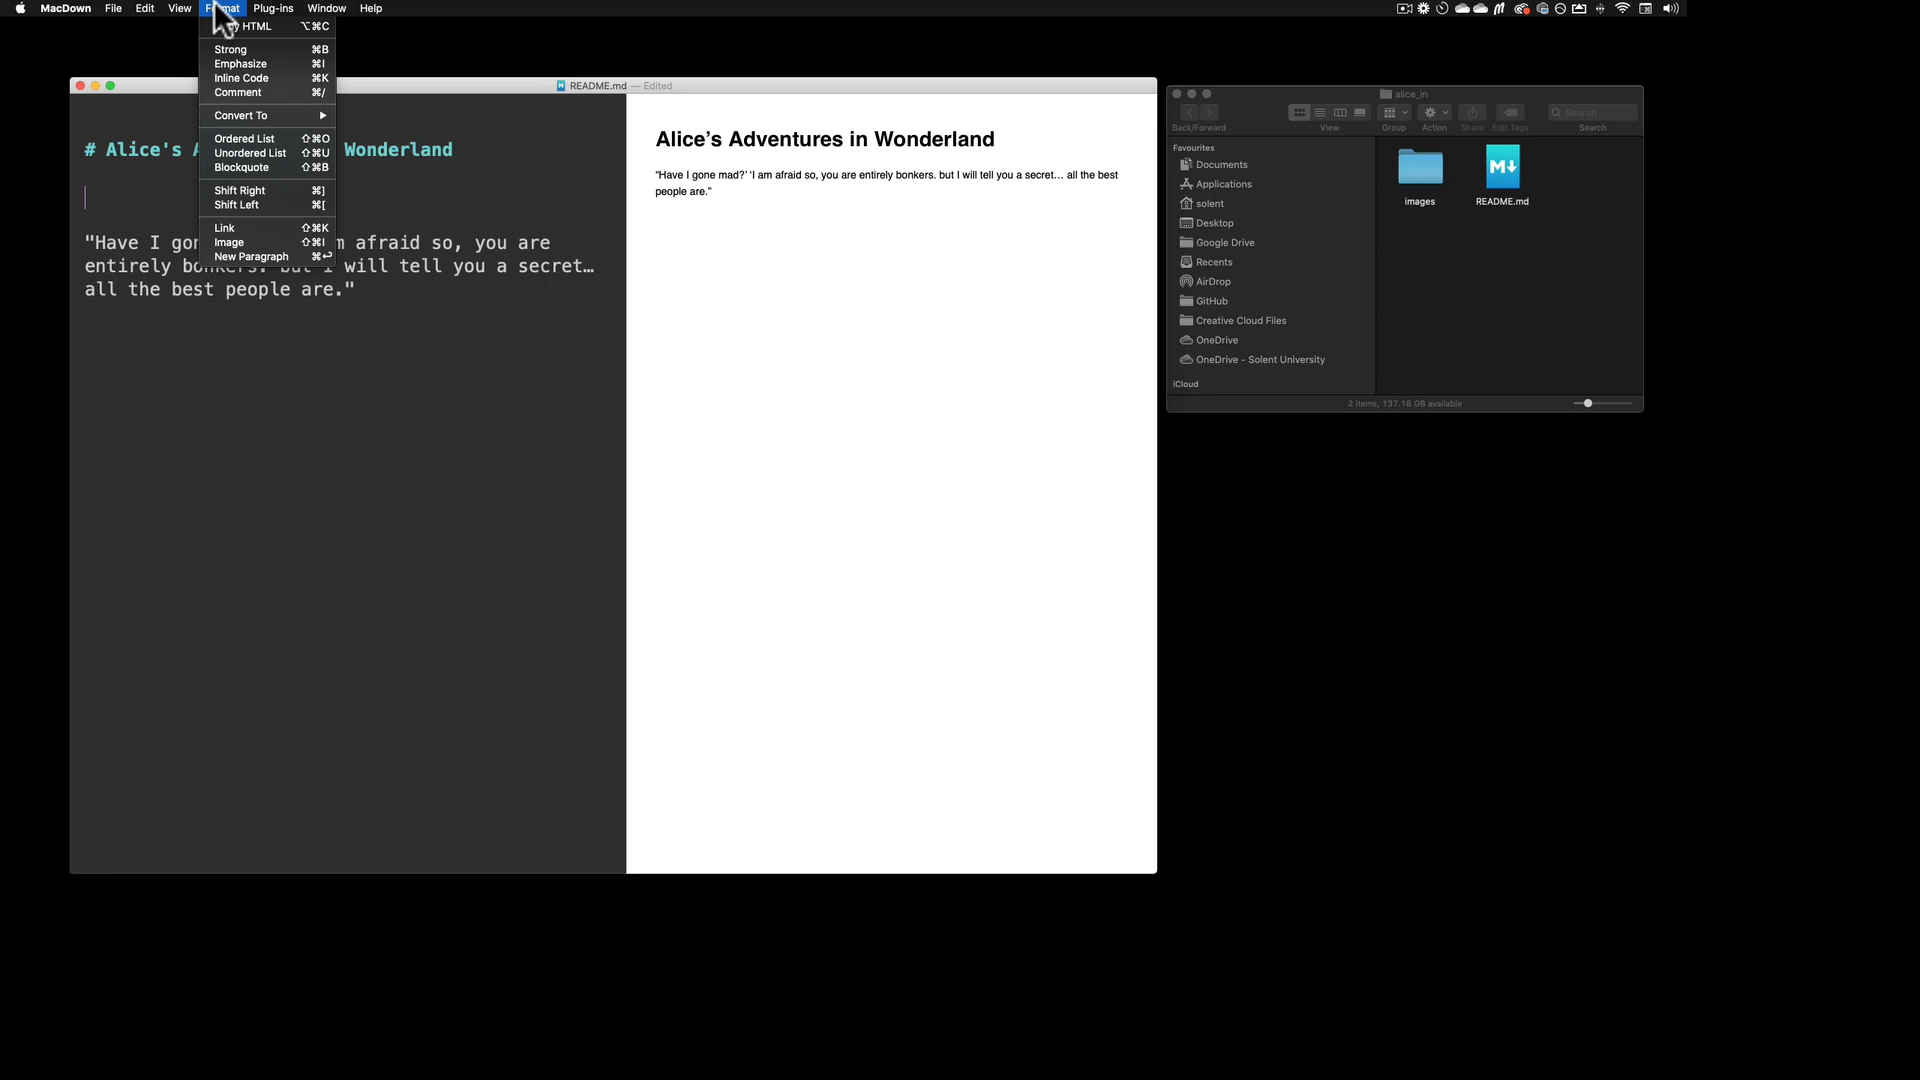 MacDown File Edit View Format Plug-ins Window Help
HTML ⌥⌘C
Strong ⌘B
Emphasize ⌘I
Inline Code ⌘K
Comment ⌘/
Convert To
Ordered List ⇧⌘O
Unordered List ⇧⌘U
Blockquote ⇧⌘B
Shift Right ⌘]
Shift Left ⌘[
Link ⇧⌘K
Image ⇧⌘I
New Paragraph ⌘↩
README.md — Edited
# Alice's Wonderland
"Have I afraid so, you are
entirely will tell you a secret…
all the best people are."
Alice’s Adventures in Wonderland
“Have I gone mad?’ ‘I am afraid so, you are entirely bonkers. but I will tell you a secret… all the best
people are.”
alice_in
Search
Back/Forward View Group Action Share Edit Tags Search
Favourites
Documents
Applications
solent
Desktop
Google Drive
Recents
AirDrop
GitHub
Creative Cloud Files
OneDrive
OneDrive - Solent University
iCloud
images README.md
M↓
2 items, 137.18 GB available